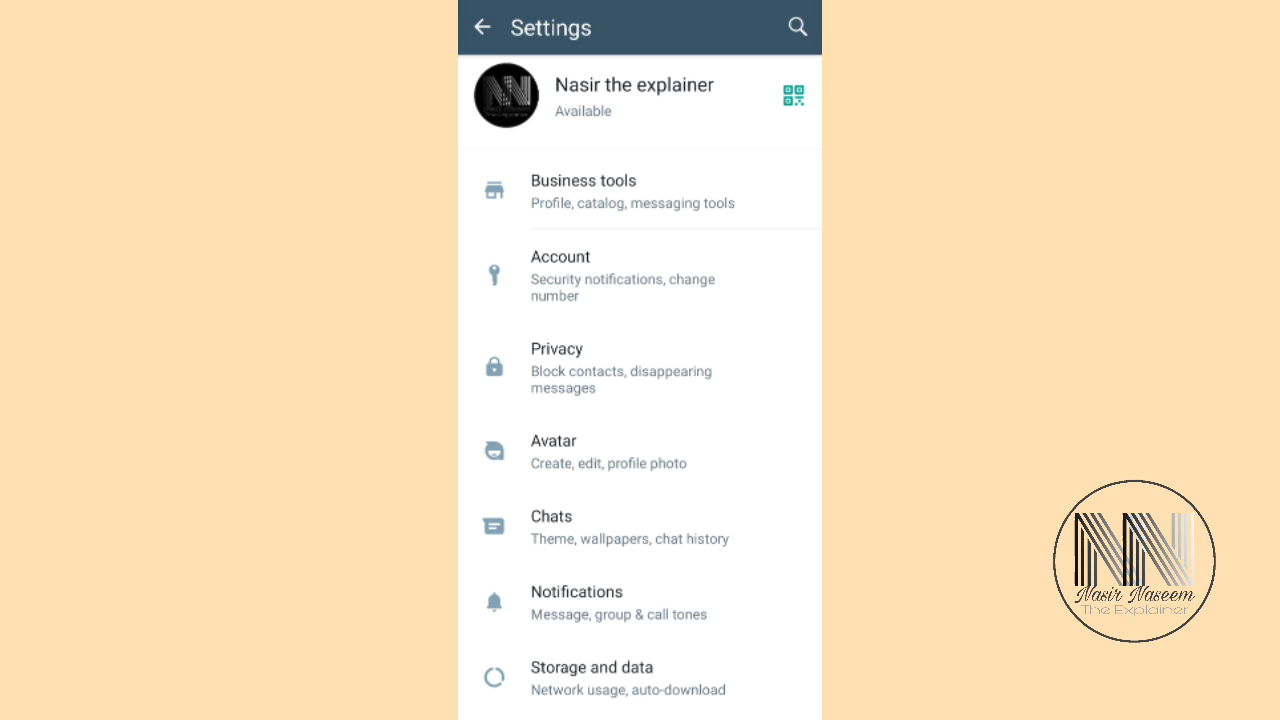 Settings
Nasir the explainer
Available
Business tools
Profile, catalog, messaging tools
Account
Security notifications, change
number
Privacy
Block contacts, disappearing
messages
Avatar
Create, edit, profile photo
Chats
Theme, wallpapers, chat history
Notifications
Message, group & call tones
Storage and data
Network usage, auto-download
NN
Nasir Naseem
The Explainer